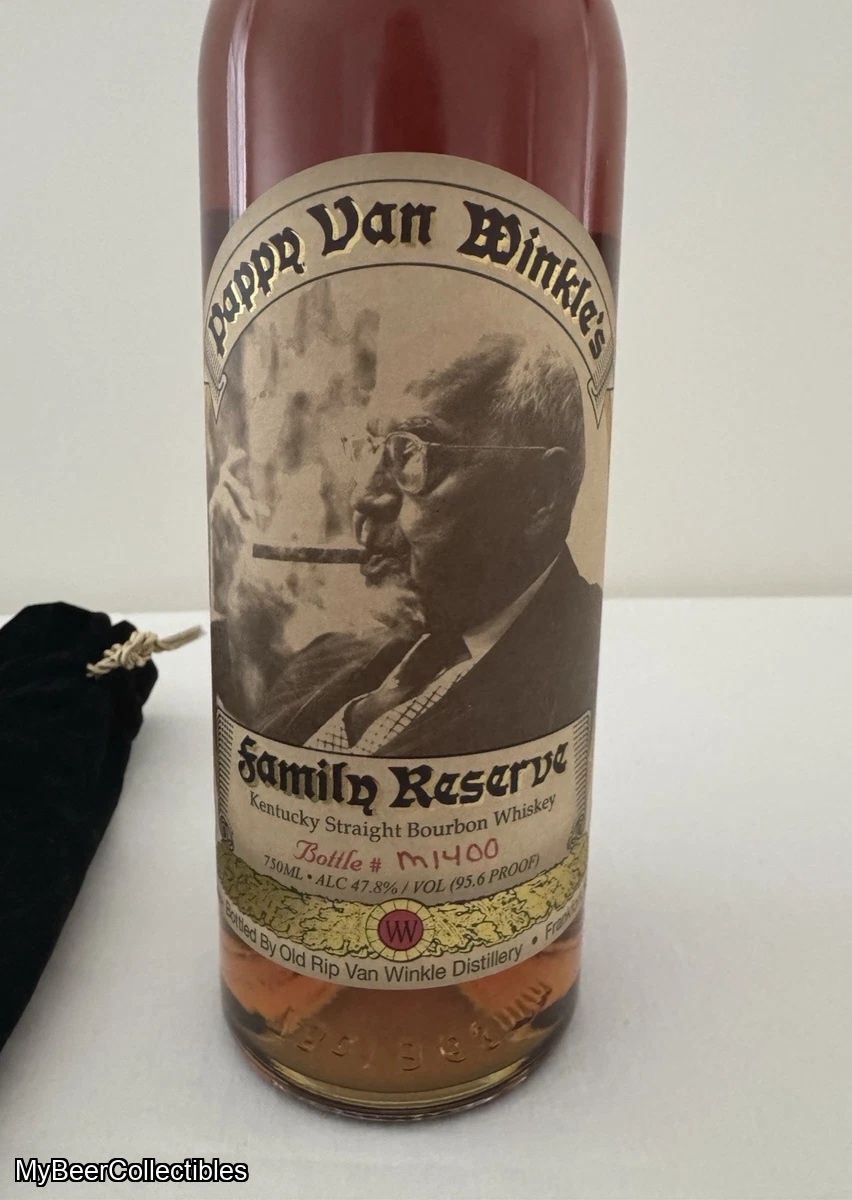 Pappy Van Winkle's
Family Reserve
Kentucky Straight Bourbon Whiskey
Bottle # M1400
750ML • ALC 47.8% / VOL (95.6 PROOF)
VW
Bottled By Old Rip Van Winkle Distillery •
MyBeerCollectibles